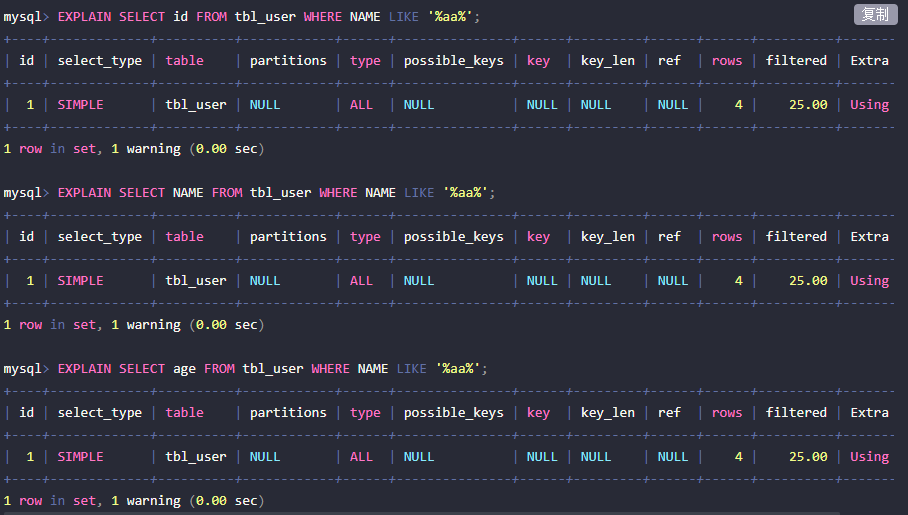 mysql> EXPLAIN SELECT id FROM tbl_user WHERE NAME LIKE '%aa%';
复制
+----+-------------+----------+------------+------+---------------+------+---------+------+------+----------+-------
| id | select_type | table    | partitions | type | possible_keys | key  | key_len | ref  | rows | filtered | Extra
+----+-------------+----------+------------+------+---------------+------+---------+------+------+----------+-------
|  1 | SIMPLE      | tbl_user | NULL       | ALL  | NULL          | NULL | NULL    | NULL |    4 |    25.00 | Using
+----+-------------+----------+------------+------+---------------+------+---------+------+------+----------+-------
1 row in set, 1 warning (0.00 sec)
mysql> EXPLAIN SELECT NAME FROM tbl_user WHERE NAME LIKE '%aa%';
+----+-------------+----------+------------+------+---------------+------+---------+------+------+----------+-------
| id | select_type | table    | partitions | type | possible_keys | key  | key_len | ref  | rows | filtered | Extra
+----+-------------+----------+------------+------+---------------+------+---------+------+------+----------+-------
|  1 | SIMPLE      | tbl_user | NULL       | ALL  | NULL          | NULL | NULL    | NULL |    4 |    25.00 | Using
+----+-------------+----------+------------+------+---------------+------+---------+------+------+----------+-------
1 row in set, 1 warning (0.00 sec)
mysql> EXPLAIN SELECT age FROM tbl_user WHERE NAME LIKE '%aa%';
+----+-------------+----------+------------+------+---------------+------+---------+------+------+----------+-------
| id | select_type | table    | partitions | type | possible_keys | key  | key_len | ref  | rows | filtered | Extra
+----+-------------+----------+------------+------+---------------+------+---------+------+------+----------+-------
|  1 | SIMPLE      | tbl_user | NULL       | ALL  | NULL          | NULL | NULL    | NULL |    4 |    25.00 | Using
+----+-------------+----------+------------+------+---------------+------+---------+------+------+----------+-------
1 row in set, 1 warning (0.00 sec)